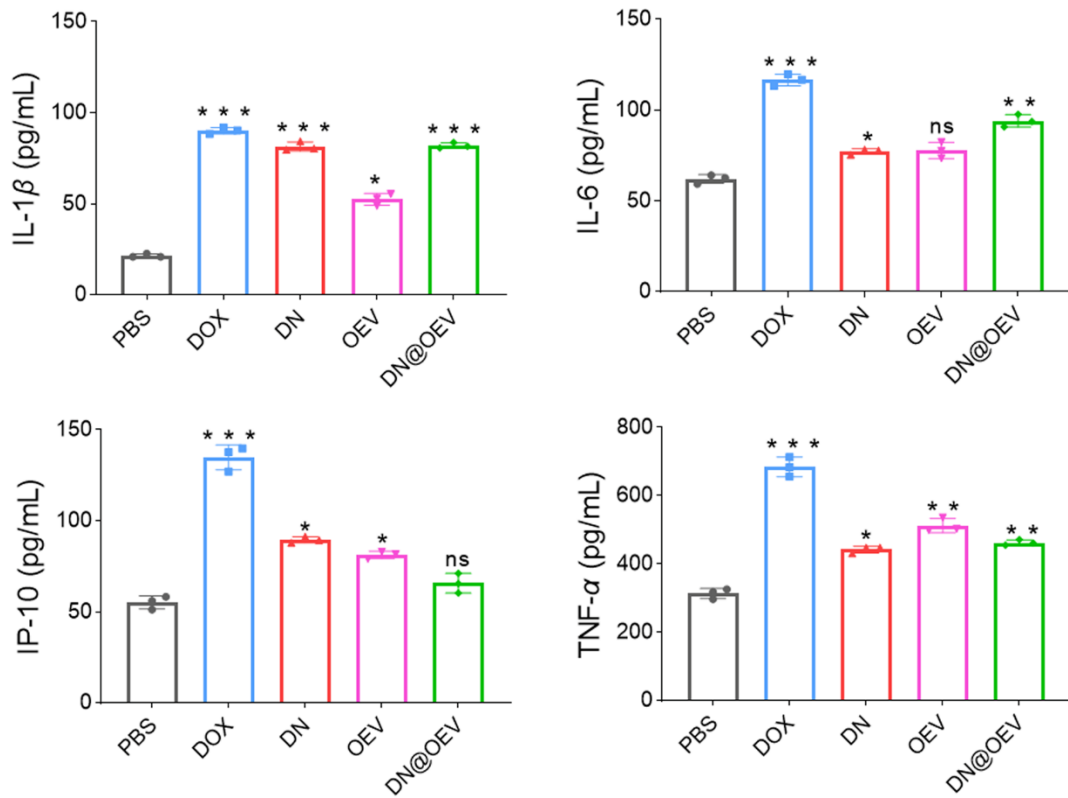 IL-1β (pg/mL)
150
100
50
0
* * *
* * *
*
* * *
PBS
DOX
DN
OEV
DN@OEV
IL-6 (pg/mL)
150
100
50
0
* * *
*
ns
* *
PBS
DOX
DN
OEV
DN@OEV
IP-10 (pg/mL)
150
100
50
0
* * *
*
*
ns
PBS
DOX
DN
OEV
DN@OEV
TNF-α (pg/mL)
800
600
400
200
0
* * *
*
* *
* *
PBS
DOX
DN
OEV
DN@OEV